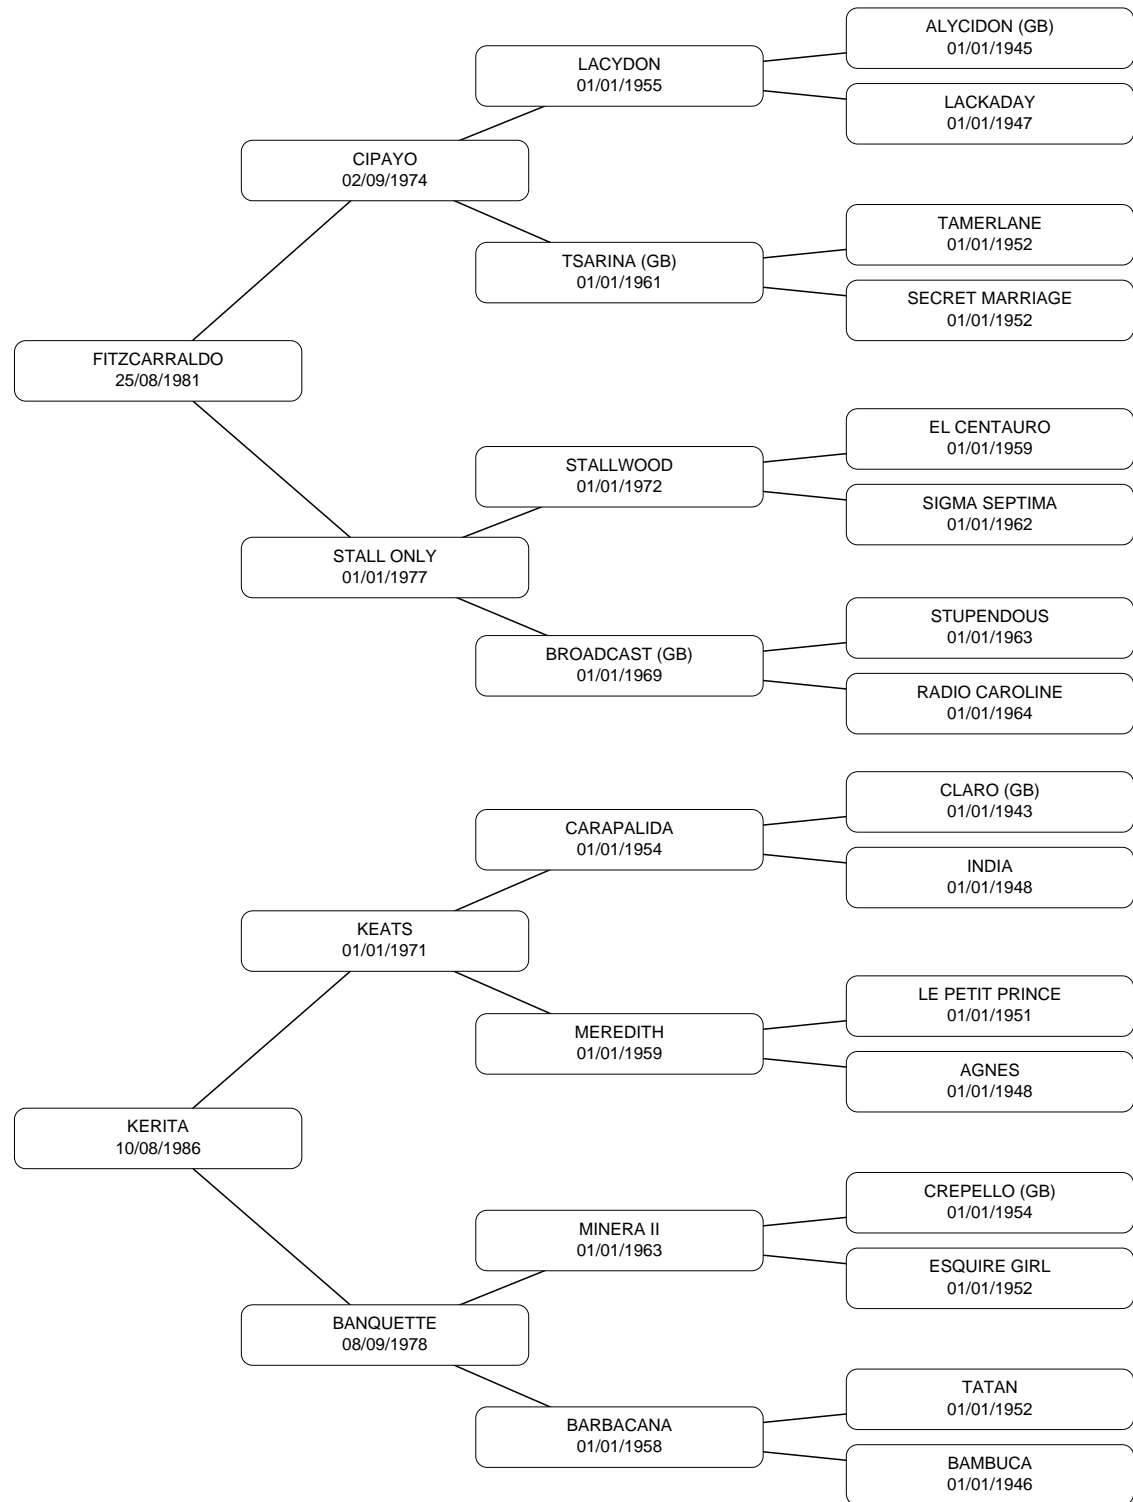 ALYCIDON (GB)
01/01/1945
LACYDON
01/01/1955
LACKADAY
01/01/1947
CIPAYO
02/09/1974
TAMERLANE
01/01/1952
TSARINA (GB)
01/01/1961
SECRET MARRIAGE
01/01/1952
FITZCARRALDO
25/08/1981
EL CENTAURO
01/01/1959
STALLWOOD
01/01/1972
SIGMA SEPTIMA
01/01/1962
STALL ONLY
01/01/1977
STUPENDOUS
01/01/1963
BROADCAST (GB)
01/01/1969
RADIO CAROLINE
01/01/1964
CLARO (GB)
01/01/1943
CARAPALIDA
01/01/1954
INDIA
01/01/1948
KEATS
01/01/1971
LE PETIT PRINCE
01/01/1951
MEREDITH
01/01/1959
AGNES
01/01/1948
KERITA
10/08/1986
CREPELLO (GB)
01/01/1954
MINERA II
01/01/1963
ESQUIRE GIRL
01/01/1952
BANQUETTE
08/09/1978
TATAN
01/01/1952
BARBACANA
01/01/1958
BAMBUCA
01/01/1946